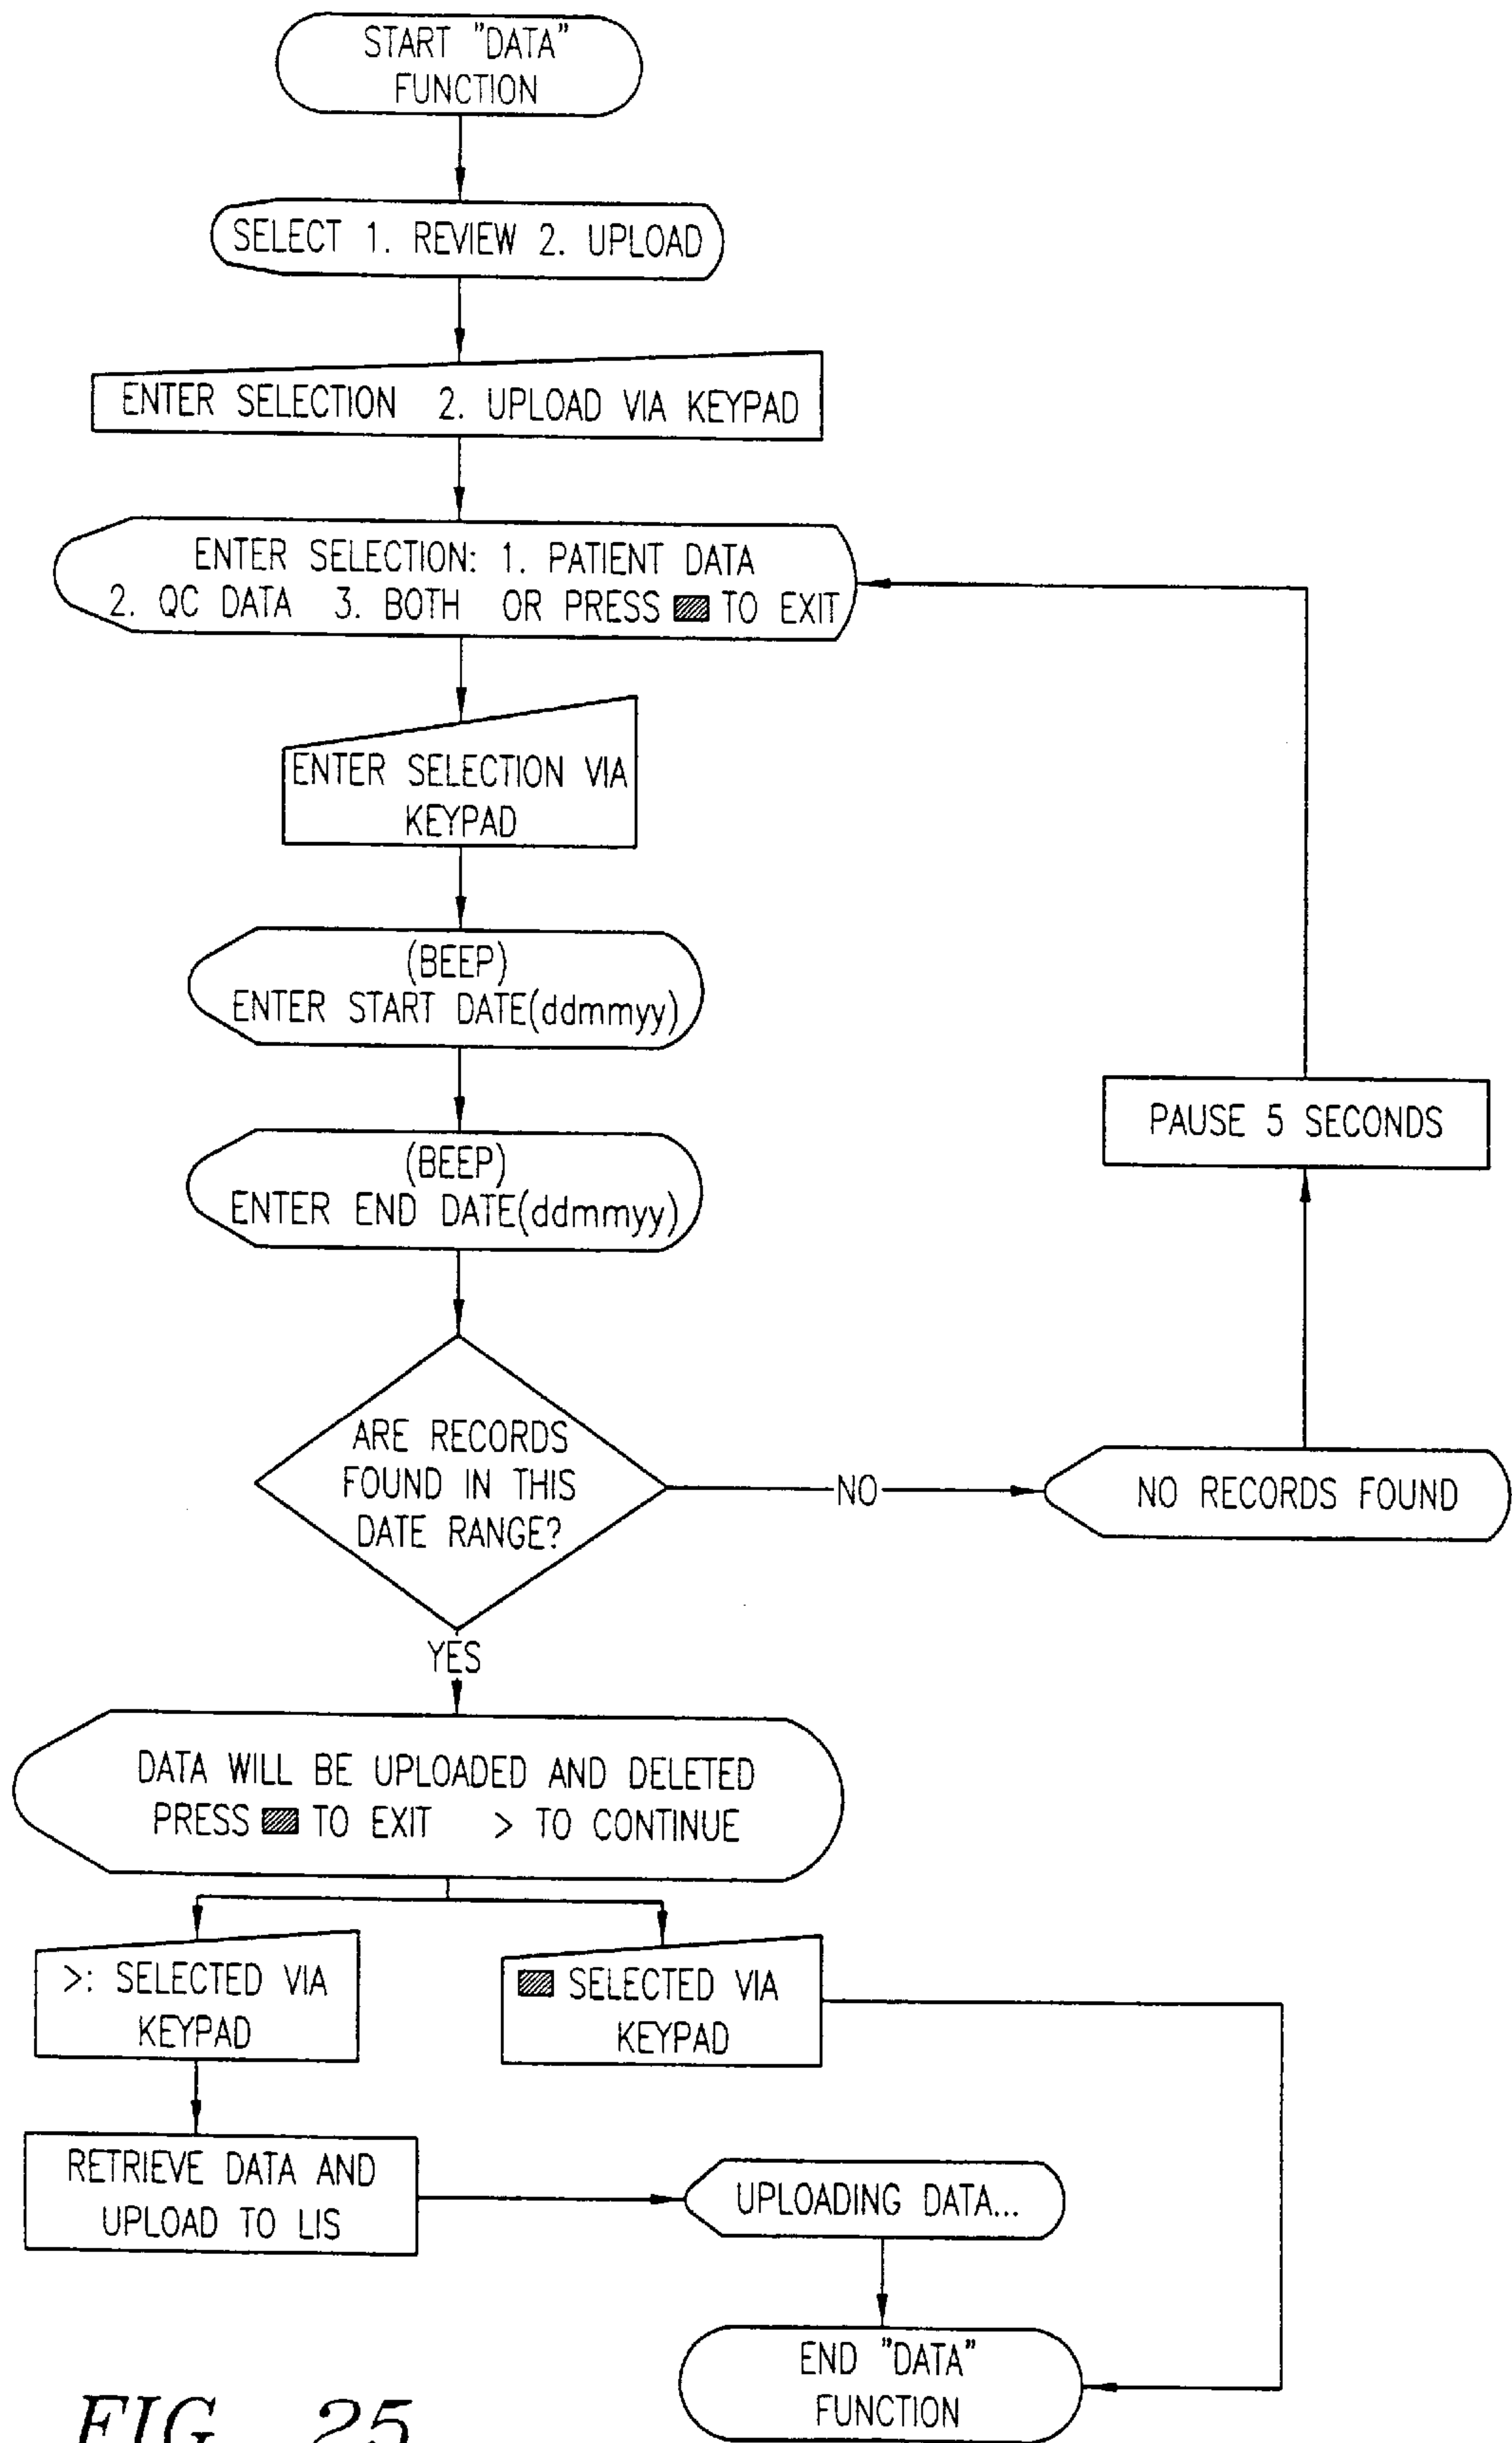 START "DATA"
FUNCTION
SELECT 1. REVIEW 2. UPLOAD
ENTER SELECTION 2. UPLOAD VIA KEYPAD
ENTER SELECTION: 1. PATIENT DATA
2. QC DATA 3. BOTH OR PRESS TO EXIT
ENTER SELECTION VIA
KEYPAD
(BEEP)
ENTER START DATE(ddmmyy)
(BEEP)
ENTER END DATE(ddmmyy)
PAUSE 5 SECONDS
ARE RECORDS
FOUND IN THIS
DATE RANGE?
NO
NO RECORDS FOUND
YES
DATA WILL BE UPLOADED AND DELETED
PRESS TO EXIT > TO CONTINUE
>: SELECTED VIA
KEYPAD
SELECTED VIA
KEYPAD
RETRIEVE DATA AND
UPLOAD TO LIS
UPLOADING DATA...
END "DATA"
FUNCTION
FIG. 25